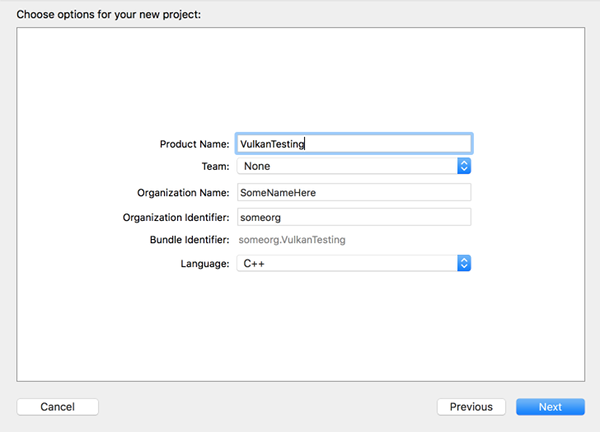 Choose options for your new project:
Product Name: VulkanTesting
Team: None
Organization Name: SomeNameHere
Organization Identifier: someorg
Bundle Identifier: someorg.VulkanTesting
Language: C++
Cancel Previous Next